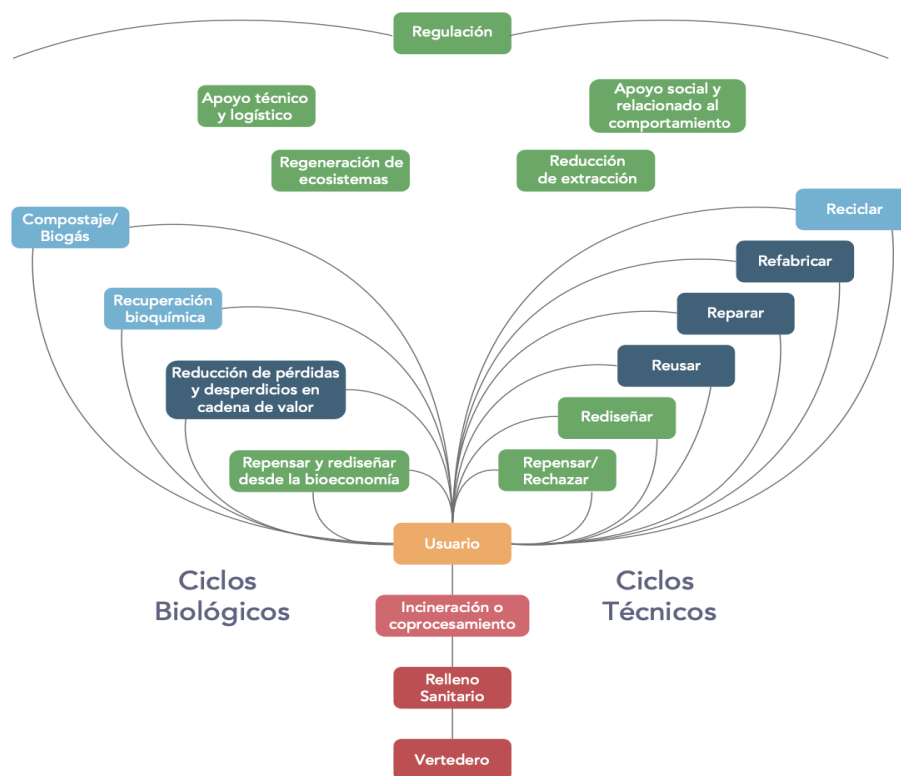 Regulación
Apoyo técnico
y logístico
Apoyo social y
relacionado al
comportamiento
Regeneración de
ecosistemas
Reducción
de extracción
Compostaje/
Biogás
Reciclar
Refabricar
Recuperación
bioquímica
Reparar
Reducción de pérdidas
y desperdicios en
cadena de valor
Reusar
Rediseñar
Repensar y rediseñar
desde la bioeconomía
Repensar/
Rechazar
Usuario
Ciclos
Biológicos
Ciclos
Técnicos
Incineración o
coprocesamiento
Relleno
Sanitario
Vertedero